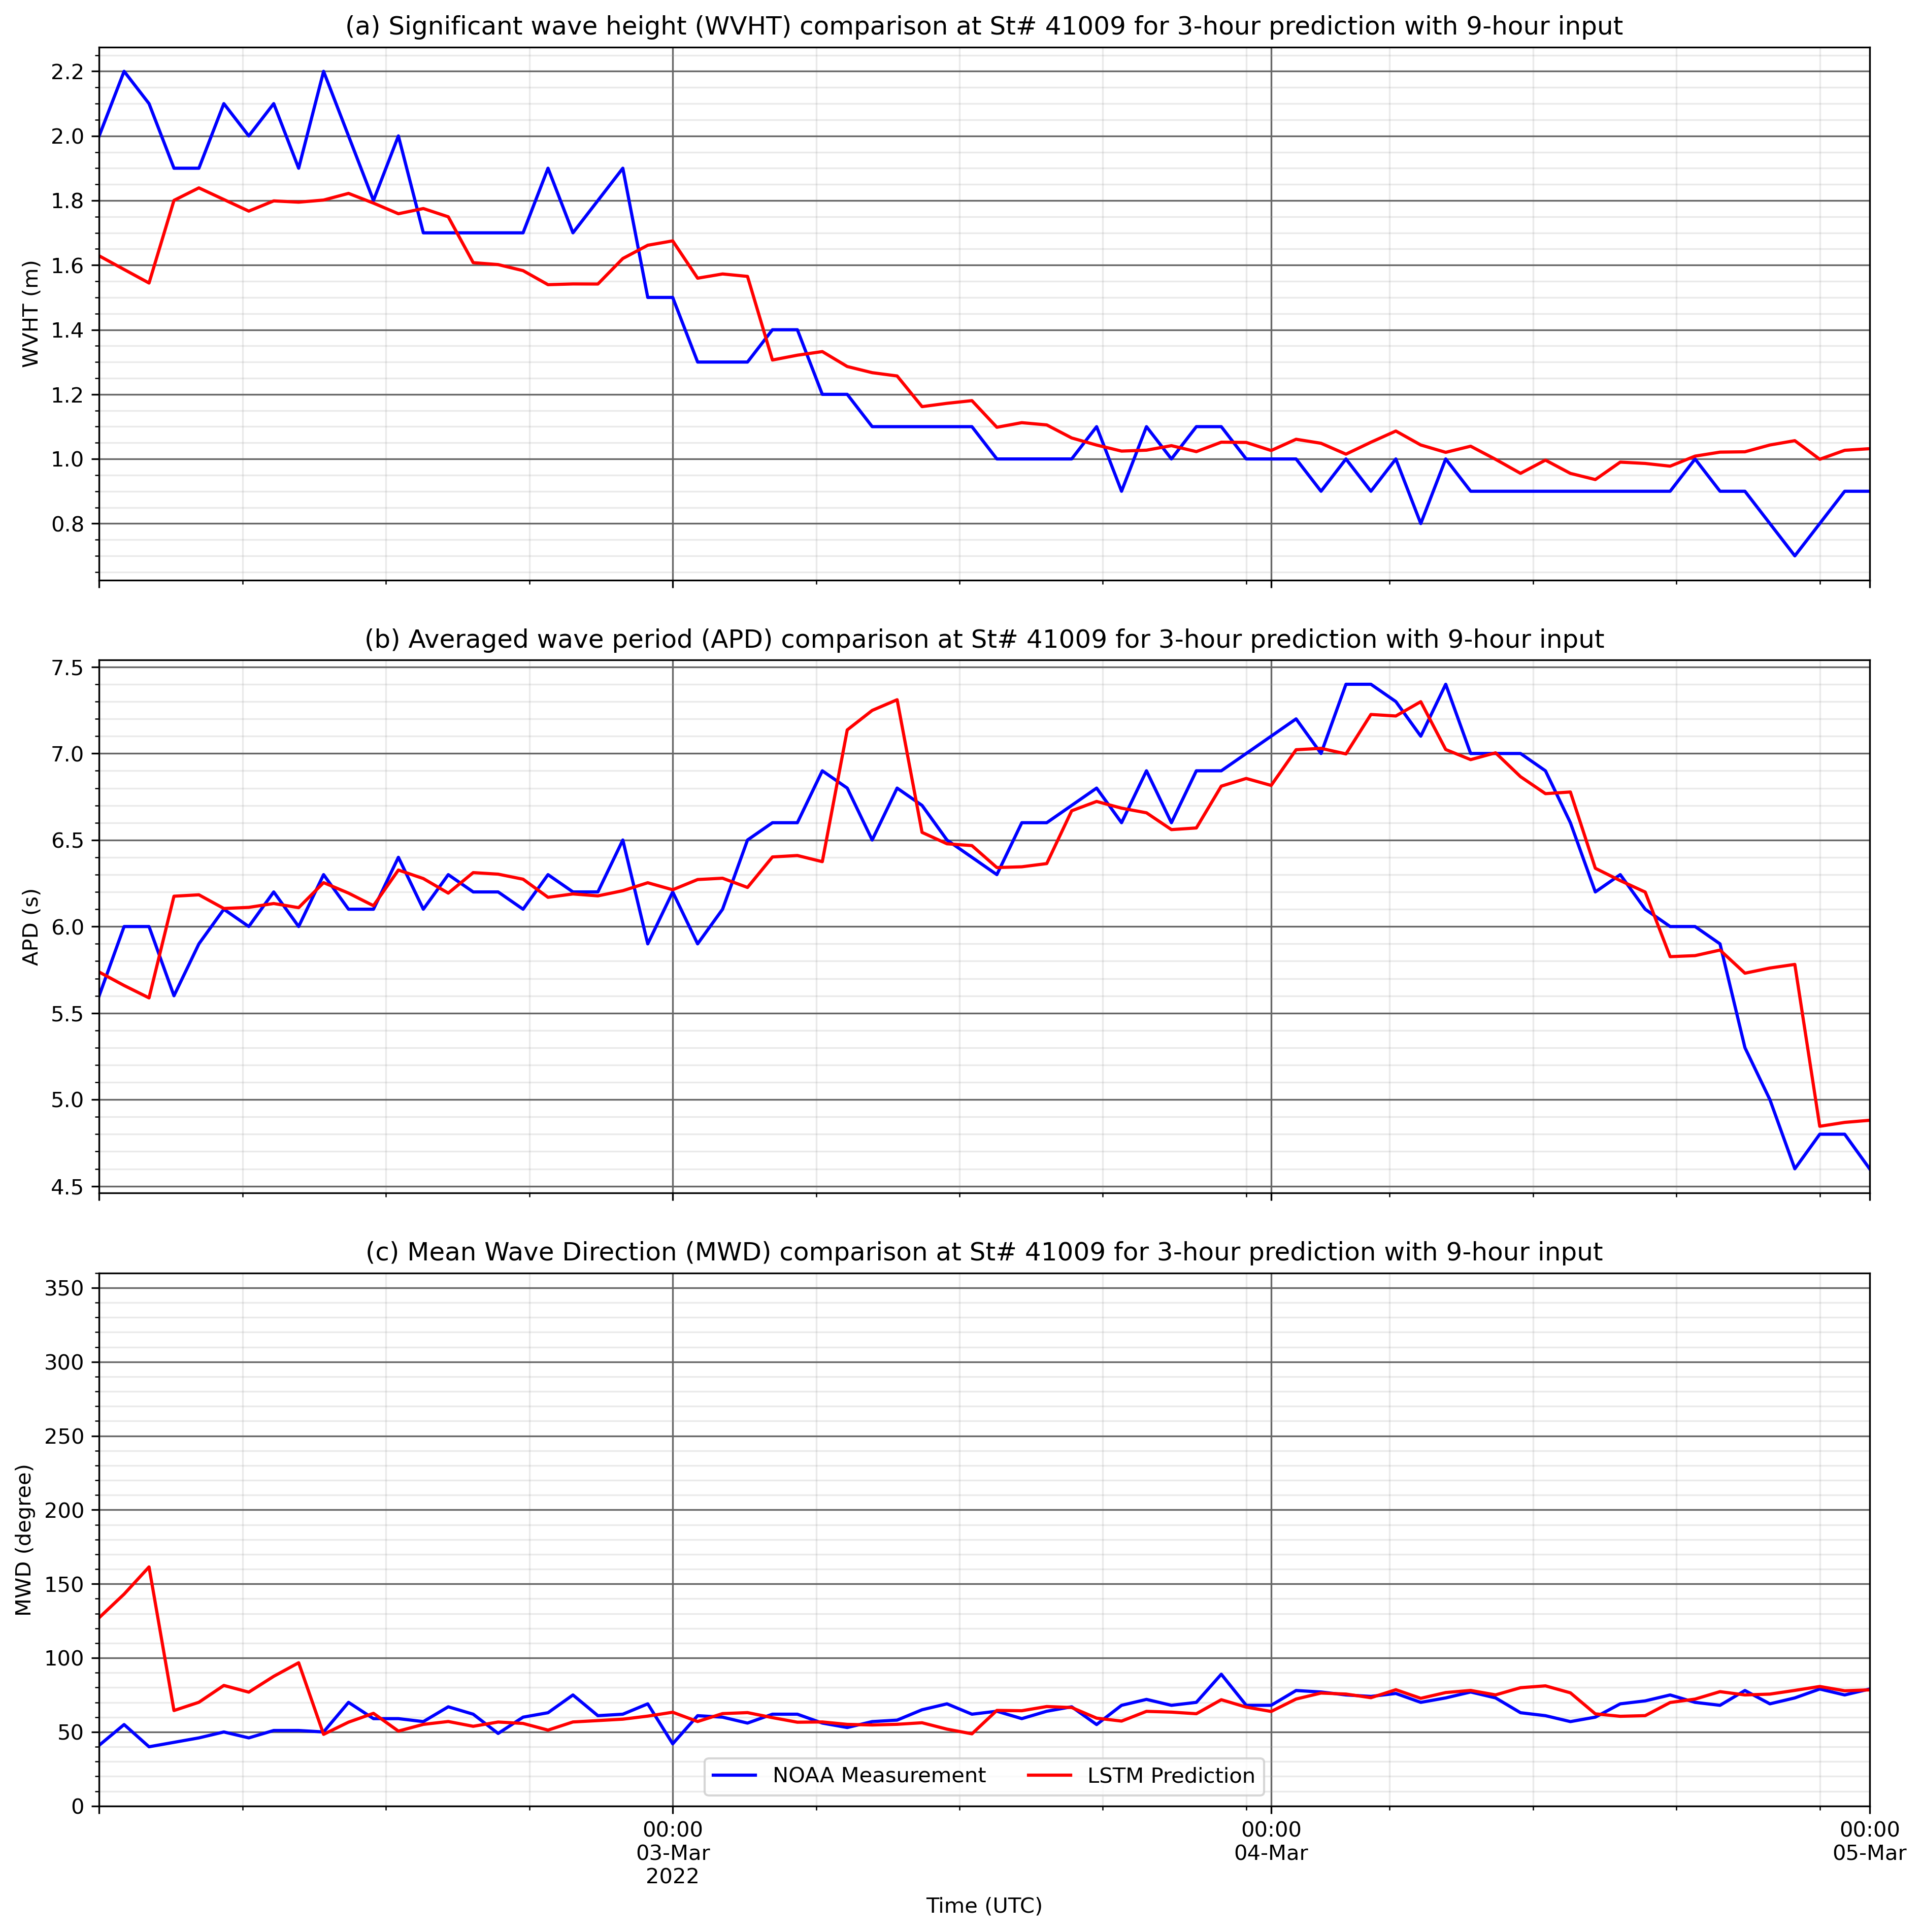 (a) Significant wave height (WVHT) comparison at St# 41009 for 3-hour prediction with 9-hour input
2.2
2.0
1.8
1.6
1.4
1.2
1.0
0.8
WVHT (m)
(b) Averaged wave period (APD) comparison at St# 41009 for 3-hour prediction with 9-hour input
7.5
7.0
6.5
6.0
5.5
5.0
4.5
APD (s)
(c) Mean Wave Direction (MWD) comparison at St# 41009 for 3-hour prediction with 9-hour input
350
300
250
200
150
100
50
0
MWD (degree)
NOAA Measurement LSTM Prediction
00:00 00:00 00:00
03-Mar 04-Mar 05-Mar
2022
Time (UTC)